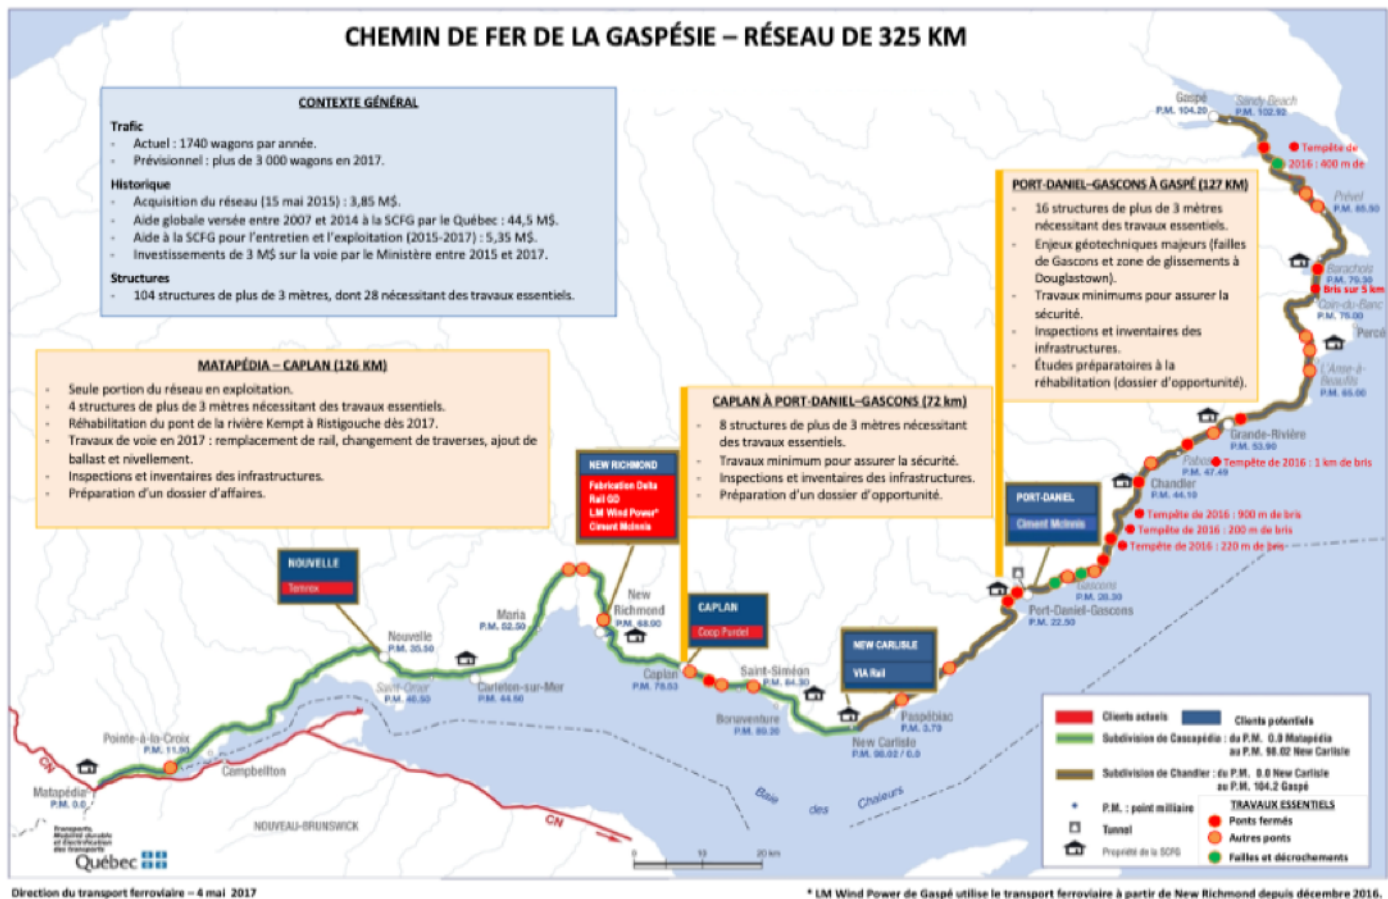 CHEMIN DE FER DE LA GASPÉSIE – RÉSEAU DE 325 KM
CONTEXTE GÉNÉRAL
Trafic
- Actuel : 1740 wagons par année.
- Prévisionnel : plus de 3 000 wagons en 2017.
Historique
- Acquisition du réseau (15 mai 2015) : 3,85 M$.
- Aide globale versée entre 2007 et 2014 à la SCFG par le Québec : 44,5 M$.
- Aide à la SCFG pour l'entretien et l'exploitation (2015-2017) : 5,35 M$.
- Investissements de 3 M$ sur la voie par le Ministère entre 2015 et 2017.
Structures
- 104 structures de plus de 3 mètres, dont 28 nécessitant des travaux essentiels.
MATAPÉDIA – CAPLAN (126 KM)
- Seule portion du réseau en exploitation.
- 4 structures de plus de 3 mètres nécessitant des travaux essentiels.
- Réhabilitation du pont de la rivière Kempt à Ristigouche dès 2017.
- Travaux de voie en 2017 : remplacement de rail, changement de traverses, ajout de
ballast et nivellement.
- Inspections et inventaires des infrastructures.
- Préparation d'un dossier d'affaires.
CAPLAN À PORT-DANIEL–GASCONS (72 km)
- 8 structures de plus de 3 mètres nécessitant
des travaux essentiels.
- Travaux minimum pour assurer la sécurité.
- Inspections et inventaires des infrastructures.
- Préparation d'un dossier d'opportunité.
PORT-DANIEL–GASCONS À GASPÉ (127 KM)
- 16 structures de plus de 3 mètres
nécessitant des travaux essentiels.
- Enjeux géotechniques majeurs (failles
de Gascons et zone de glissements à
Douglastown).
- Travaux minimums pour assurer la
sécurité.
- Inspections et inventaires des
infrastructures.
- Études préparatoires à la
réhabilitation (dossier d'opportunité).
Gaspé
P.M. 104.20
Sandy Beach
P.M. 102.92
Tempête de
2016 : 400 m de
Prével
Barachois
Bris sur 5 km
Coin-du-Banc
P.M. 75.00
Percé
L'Anse-à-
Beaufils
P.M. 65.00
Grande-Rivière
P.M. 53.90
P.M. 47.49
Tempête de 2016 : 1 km de bris
Chandler
P.M. 44.10
Tempête de 2016 : 900 m de bris
Tempête de 2016 : 200 m de bris
Tempête de 2016 : 220 m de bris
Gascons
Port-Daniel-Gascons
P.M. 22.50
PORT-DANIEL
Ciment McInnis
NEW RICHMOND
Fabrication Delta
Rail GD
LM Wind Power*
Ciment McInnis
NOUVELLE
Temrex
CAPLAN
Coop Purdel
NEW CARLISLE
VIA Rail
Maria
P.M. 52.50
New
Richmond
Nouvelle
P.M. 35.50
Saint-Omer
Carleton-sur-Mer
P.M. 44.60
Caplan
Saint-Siméon
Bonaventure
Paspébiac
P.M. 3.70
New Carlisle
P.M. 98.02 / 0.0
Pointe-à-la-Croix
Campbellton
Matapédia
P.M. 0.0
CN
CN
NOUVEAU-BRUNSWICK
Baie des Chaleurs
0 10 20 km
Transports,
Mobilité durable
et Électrification
des transports
Québec
Clients actuels
Clients potentiels
Subdivision de Cascapédia : du P.M. 0.0 Matapédia
au P.M. 98.02 New Carlisle
Subdivision de Chandler : du P.M. 0.0 New Carlisle
au P.M. 104.2 Gaspé
P.M. : point milliaire
Tunnel
Propriété de la SCFG
TRAVAUX ESSENTIELS
Ponts fermés
Autres ponts
Failles et décrochements
Direction du transport ferroviaire – 4 mai 2017
* LM Wind Power de Gaspé utilise le transport ferroviaire à partir de New Richmond depuis décembre 2016.